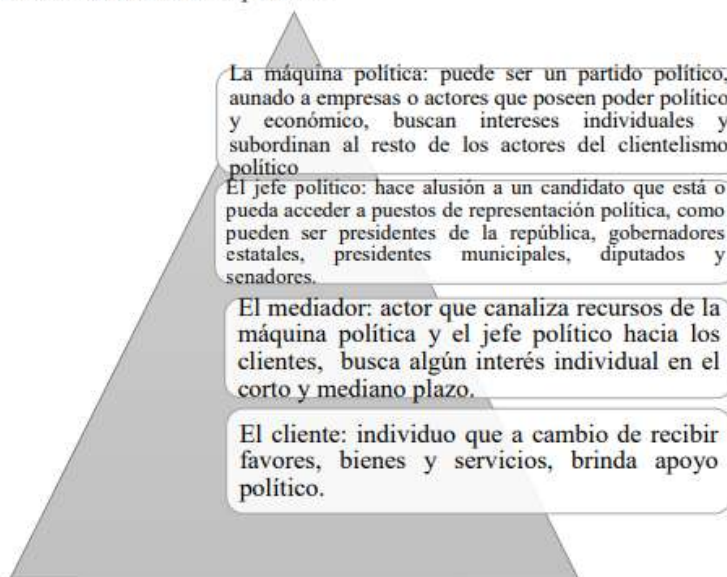 La máquina política: puede ser un partido político,
aunado a empresas o actores que poseen poder político
y económico, buscan intereses individuales y
subordinan al resto de los actores del clientelismo
político
El jefe político: hace alusión a un candidato que está o
pueda acceder a puestos de representación política, como
pueden ser presidentes de la república, gobernadores
estatales, presidentes municipales, diputados y
senadores.
El mediador: actor que canaliza recursos de la
máquina política y el jefe político hacia los
clientes, busca algún interés individual en el
corto y mediano plazo.
El cliente: individuo que a cambio de recibir
favores, bienes y servicios, brinda apoyo
político.